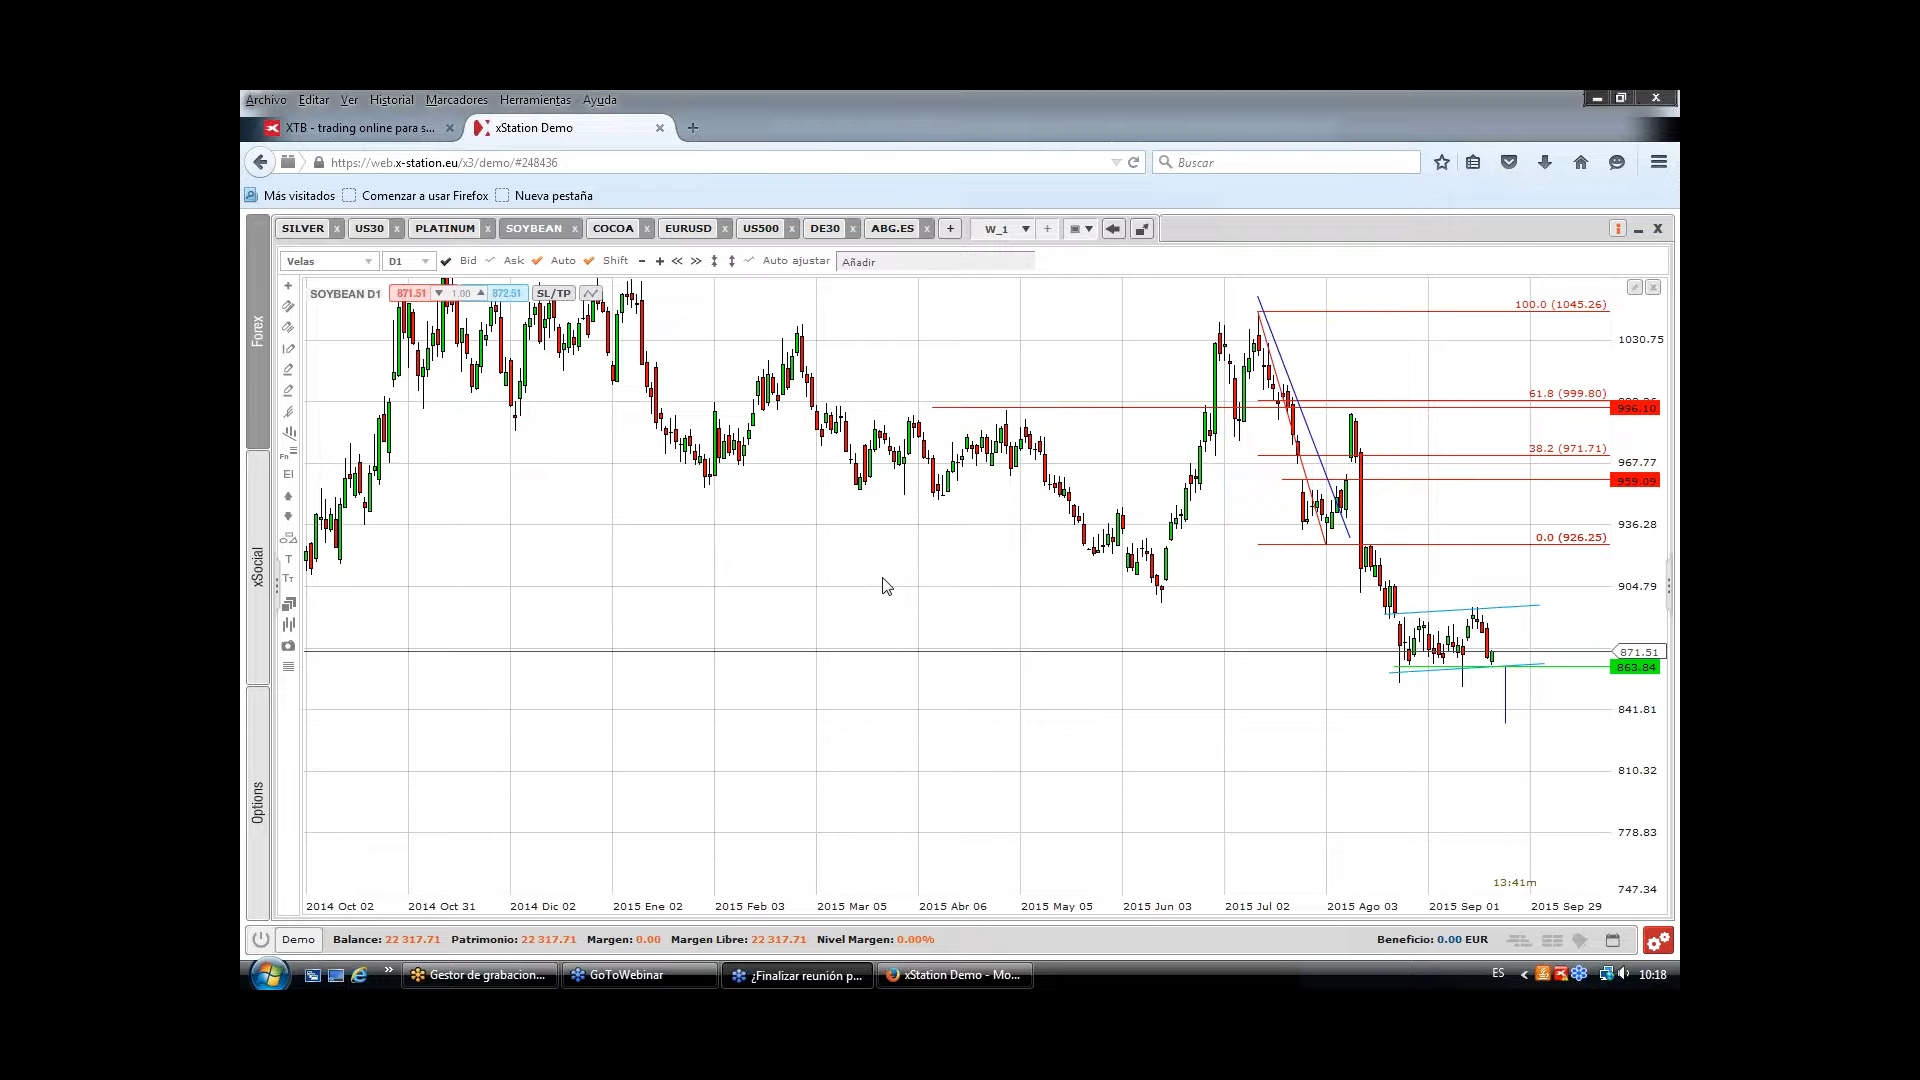 Archivo Editar Ver Historial Marcadores Herramientas Ayuda
XTB - trading online para s...
xStation Demo
https://web.x-station.eu/x3/demo/#248436
Buscar
Más visitados Comenzar a usar Firefox Nueva pestaña
SILVER x US30 x PLATINUM x SOYBEAN x COCOA x EURUSD x US500 x DE30 x ABG.ES x + W_1
Velas D1 Bid Ask Auto Shift Auto ajustar Añadir
SOYBEAN D1 871.51 1.00 872.51 SL/TP
100.0 (1045.26)
1030.75
61.8 (999.80)
996.10
38.2 (971.71)
967.77
959.09
936.28
0.0 (926.25)
904.79
871.51
863.84
841.81
810.32
778.83
13:41m
747.34
2014 Oct 02 2014 Oct 31 2014 Dic 02 2015 Ene 02 2015 Feb 03 2015 Mar 05 2015 Abr 06 2015 May 05 2015 Jun 03 2015 Jul 02 2015 Ago 03 2015 Sep 01 2015 Sep 29
Forex
xSocial
Options
Fn
EI
T
TT
Demo Balance: 22 317.71 Patrimonio: 22 317.71 Margen: 0.00 Margen Libre: 22 317.71 Nivel Margen: 0.00% Beneficio: 0.00 EUR
Gestor de grabacion... GoToWebinar ¿Finalizar reunión p... xStation Demo - Mo... ES 10:18